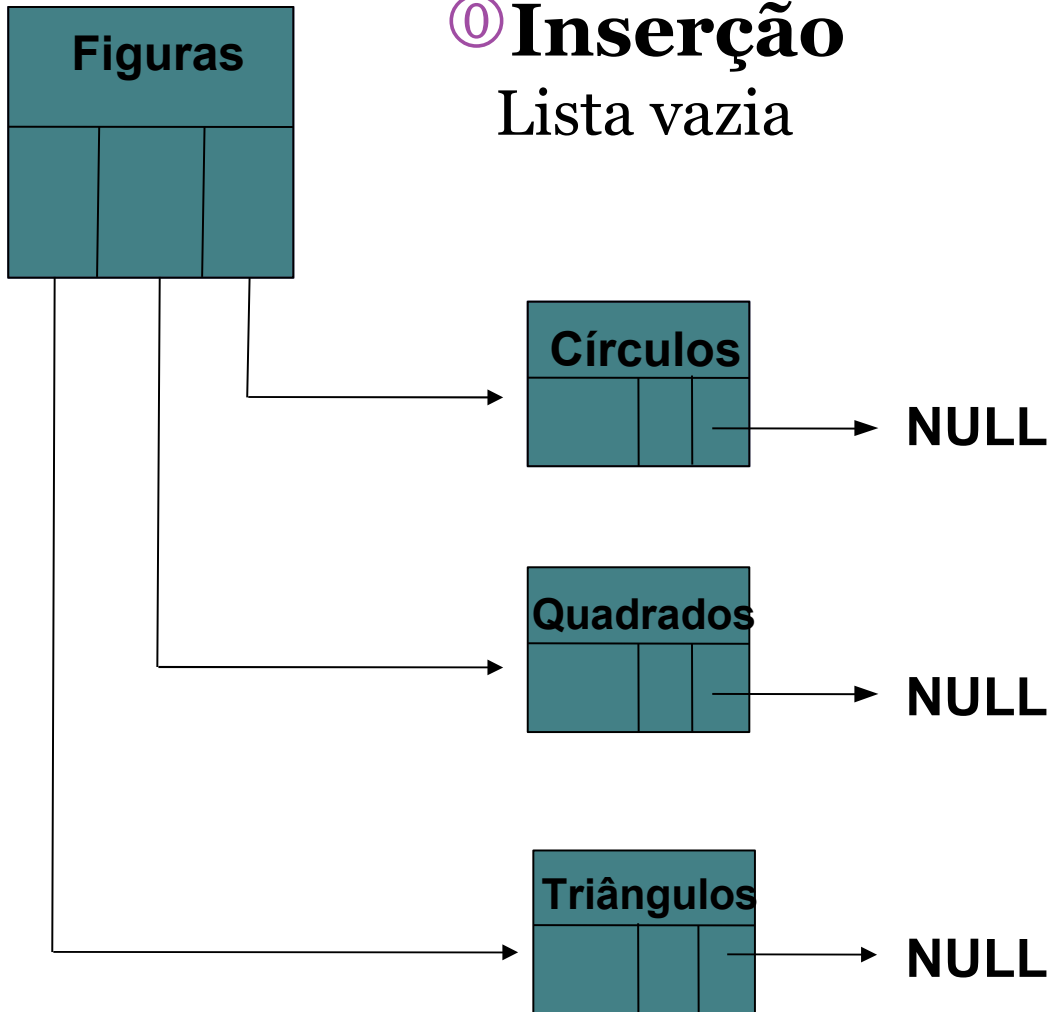 ⓪Inserção
Lista vazia
Figuras
Círculos
NULL
Quadrados
NULL
Triângulos
NULL